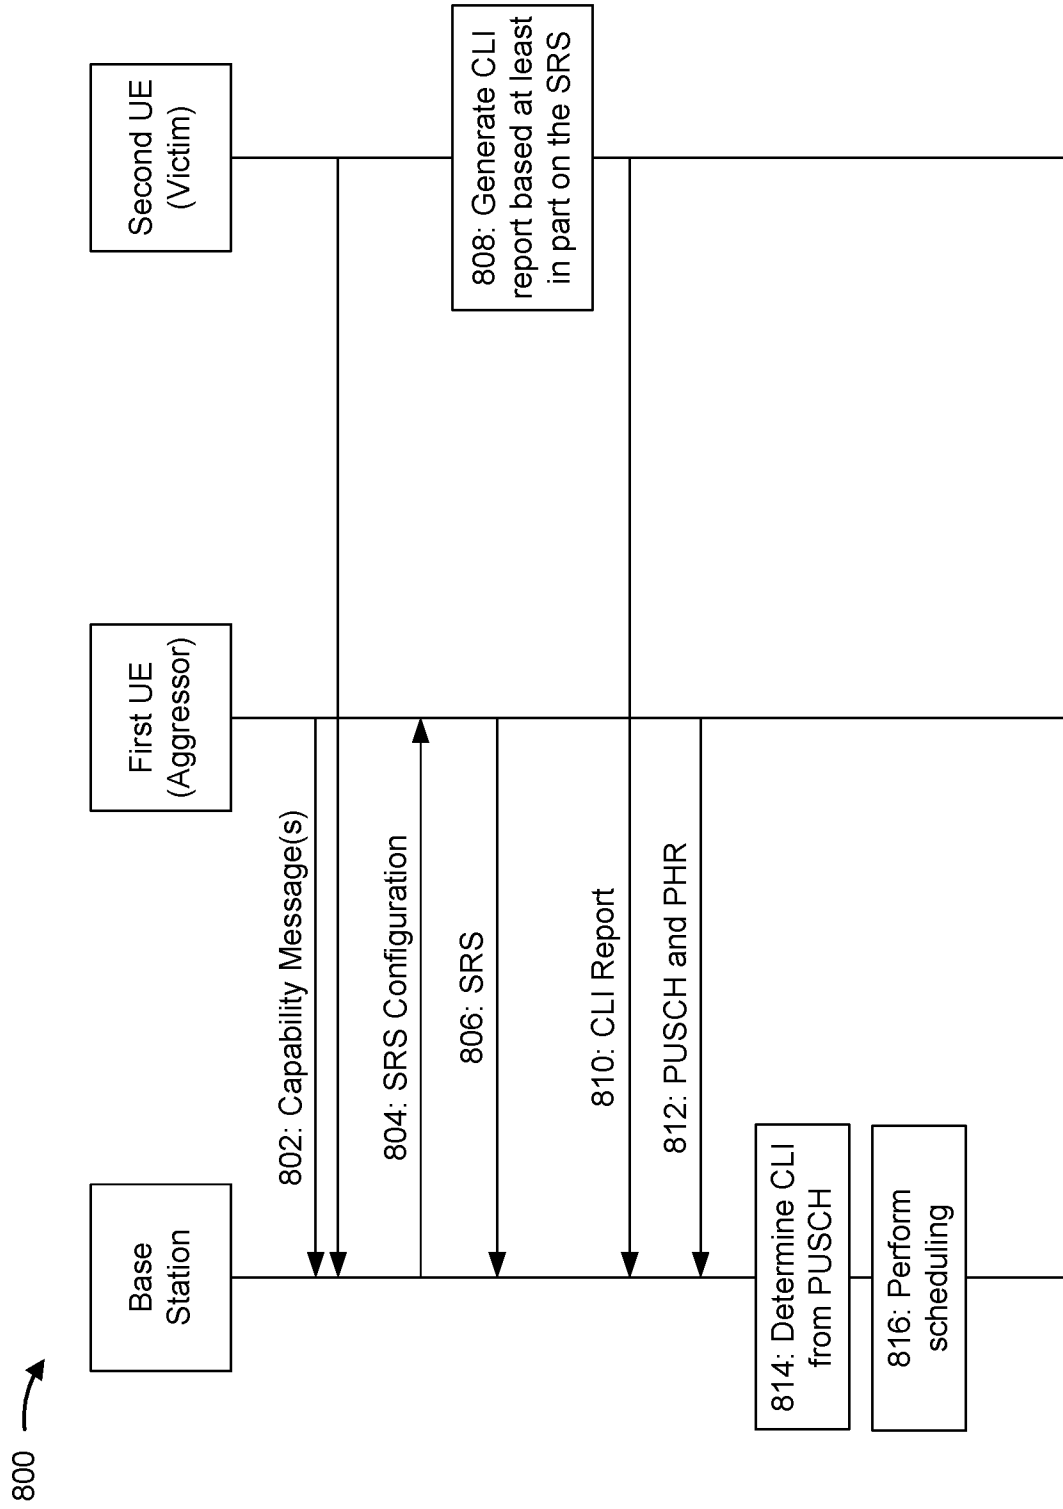 800
Base
Station
First UE
(Aggressor)
Second UE
(Victim)
802: Capability Message(s)
804: SRS Configuration
806: SRS
808: Generate CLI
report based at least
in part on the SRS
810: CLI Report
812: PUSCH and PHR
814: Determine CLI
from PUSCH
816: Perform
scheduling